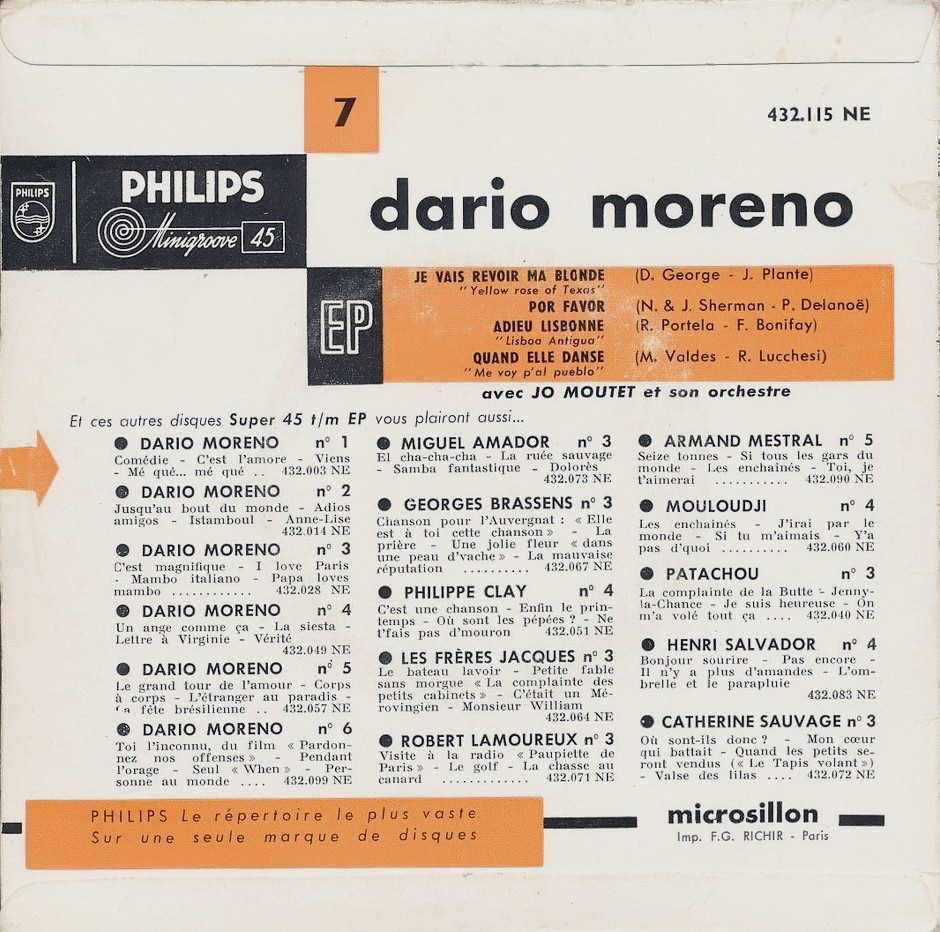 7
432.115 NE
PHILIPS
PHILIPS
Minigroove 45
dario moreno
EP
JE VAIS REVOIR MA BLONDE (D. George - J. Plante)
"Yellow rose of Texas"
POR FAVOR (N. & J. Sherman - P. Delanoë)
ADIEU LISBONNE (R. Portela - F. Bonifay)
"Lisboa Antigua"
QUAND ELLE DANSE (M. Valdes - R. Lucchesi)
"Me voy p'al pueblo"
avec JO MOUTET et son orchestre
Et ces autres disques Super 45 t/m EP vous plairont aussi...
● DARIO MORENO n° 1
Comédie - C'est l'amore - Viens
- Mé qué... mé qué .. 432.003 NE
● DARIO MORENO n° 2
Jusqu'au bout du monde - Adios
amigos - Istamboul - Anne-Lise
432.014 NE
● DARIO MORENO n° 3
C'est magnifique - I love Paris
- Mambo italiano - Papa loves
mambo ............ 432.028 NE
● DARIO MORENO n° 4
Un ange comme ça - La siesta -
Lettre à Virginie - Vérité
432.049 NE
● DARIO MORENO n° 5
Le grand tour de l'amour - Corps
à corps - L'étranger au paradis -
fête brésilienne .. 432.057 NE
● DARIO MORENO n° 6
Toi l'inconnu, du film « Pardon-
nez nos offenses » - Pendant
l'orage - Seul « When » - Per-
sonne au monde .... 432.099 NE
● MIGUEL AMADOR n° 3
El cha-cha-cha - La ruée sauvage
- Samba fantastique - Dolorès
432.073 NE
● GEORGES BRASSENS n° 3
Chanson pour l'Auvergnat : « Elle
est à toi cette chanson » - La
prière - Une jolie fleur « dans
une peau d'vache » - La mauvaise
réputation .......... 432.067 NE
● PHILIPPE CLAY n° 4
C'est une chanson - Enfin le prin-
temps - Où sont les pépées ? - Ne
t'fais pas d'mouron 432.051 NE
● LES FRÈRES JACQUES n° 3
Le bateau lavoir - Petite fable
sans morgue « La complainte des
petits cabinets » - C'était un Mé-
rovingien - Monsieur William
432.064 NE
● ROBERT LAMOUREUX n° 3
Visite à la radio « Paupiette de
Paris » - Le golf - La chasse au
canard ............. 432.071 NE
● ARMAND MESTRAL n° 5
Seize tonnes - Si tous les gars du
monde - Les enchaînés - Toi, je
t'aimerai ........... 432.090 NE
● MOULOUDJI n° 4
Les enchaînés - J'irai par le
monde - Si tu m'aimais - Y'a
pas d'quoi .......... 432.060 NE
● PATACHOU n° 3
La complainte de la Butte - Jenny-
la-Chance - Je suis heureuse - On
m'a volé tout ça .... 432.040 NE
● HENRI SALVADOR n° 4
Bonjour sourire - Pas encore -
Il n'y a plus d'amandes - L'om-
brelle et le parapluie
432.083 NE
● CATHERINE SAUVAGE n° 3
Où sont-ils donc ? - Mon cœur
qui battait - Quand les petits se-
ront vendus (« Le Tapis volant »)
- Valse des lilas .... 432.072 NE
PHILIPS Le répertoire le plus vaste
Sur une seule marque de disques
microsillon
Imp. F.G. RICHIR - Paris